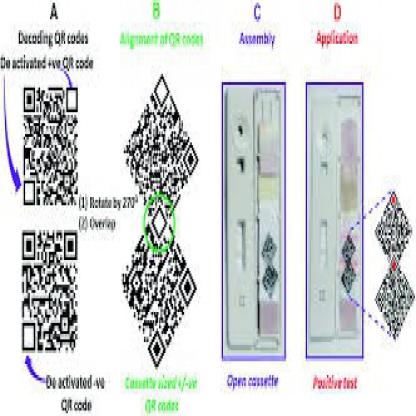 A
Decoding QR codes
De activated +ve QR code
(1) Rotate by 270°
(2) Overlap
De activated -ve
QR code
B
Alignment of QR codes
Cassette sized +/-ve
QR codes
C
Assembly
Open cassette
D
Application
Positive test